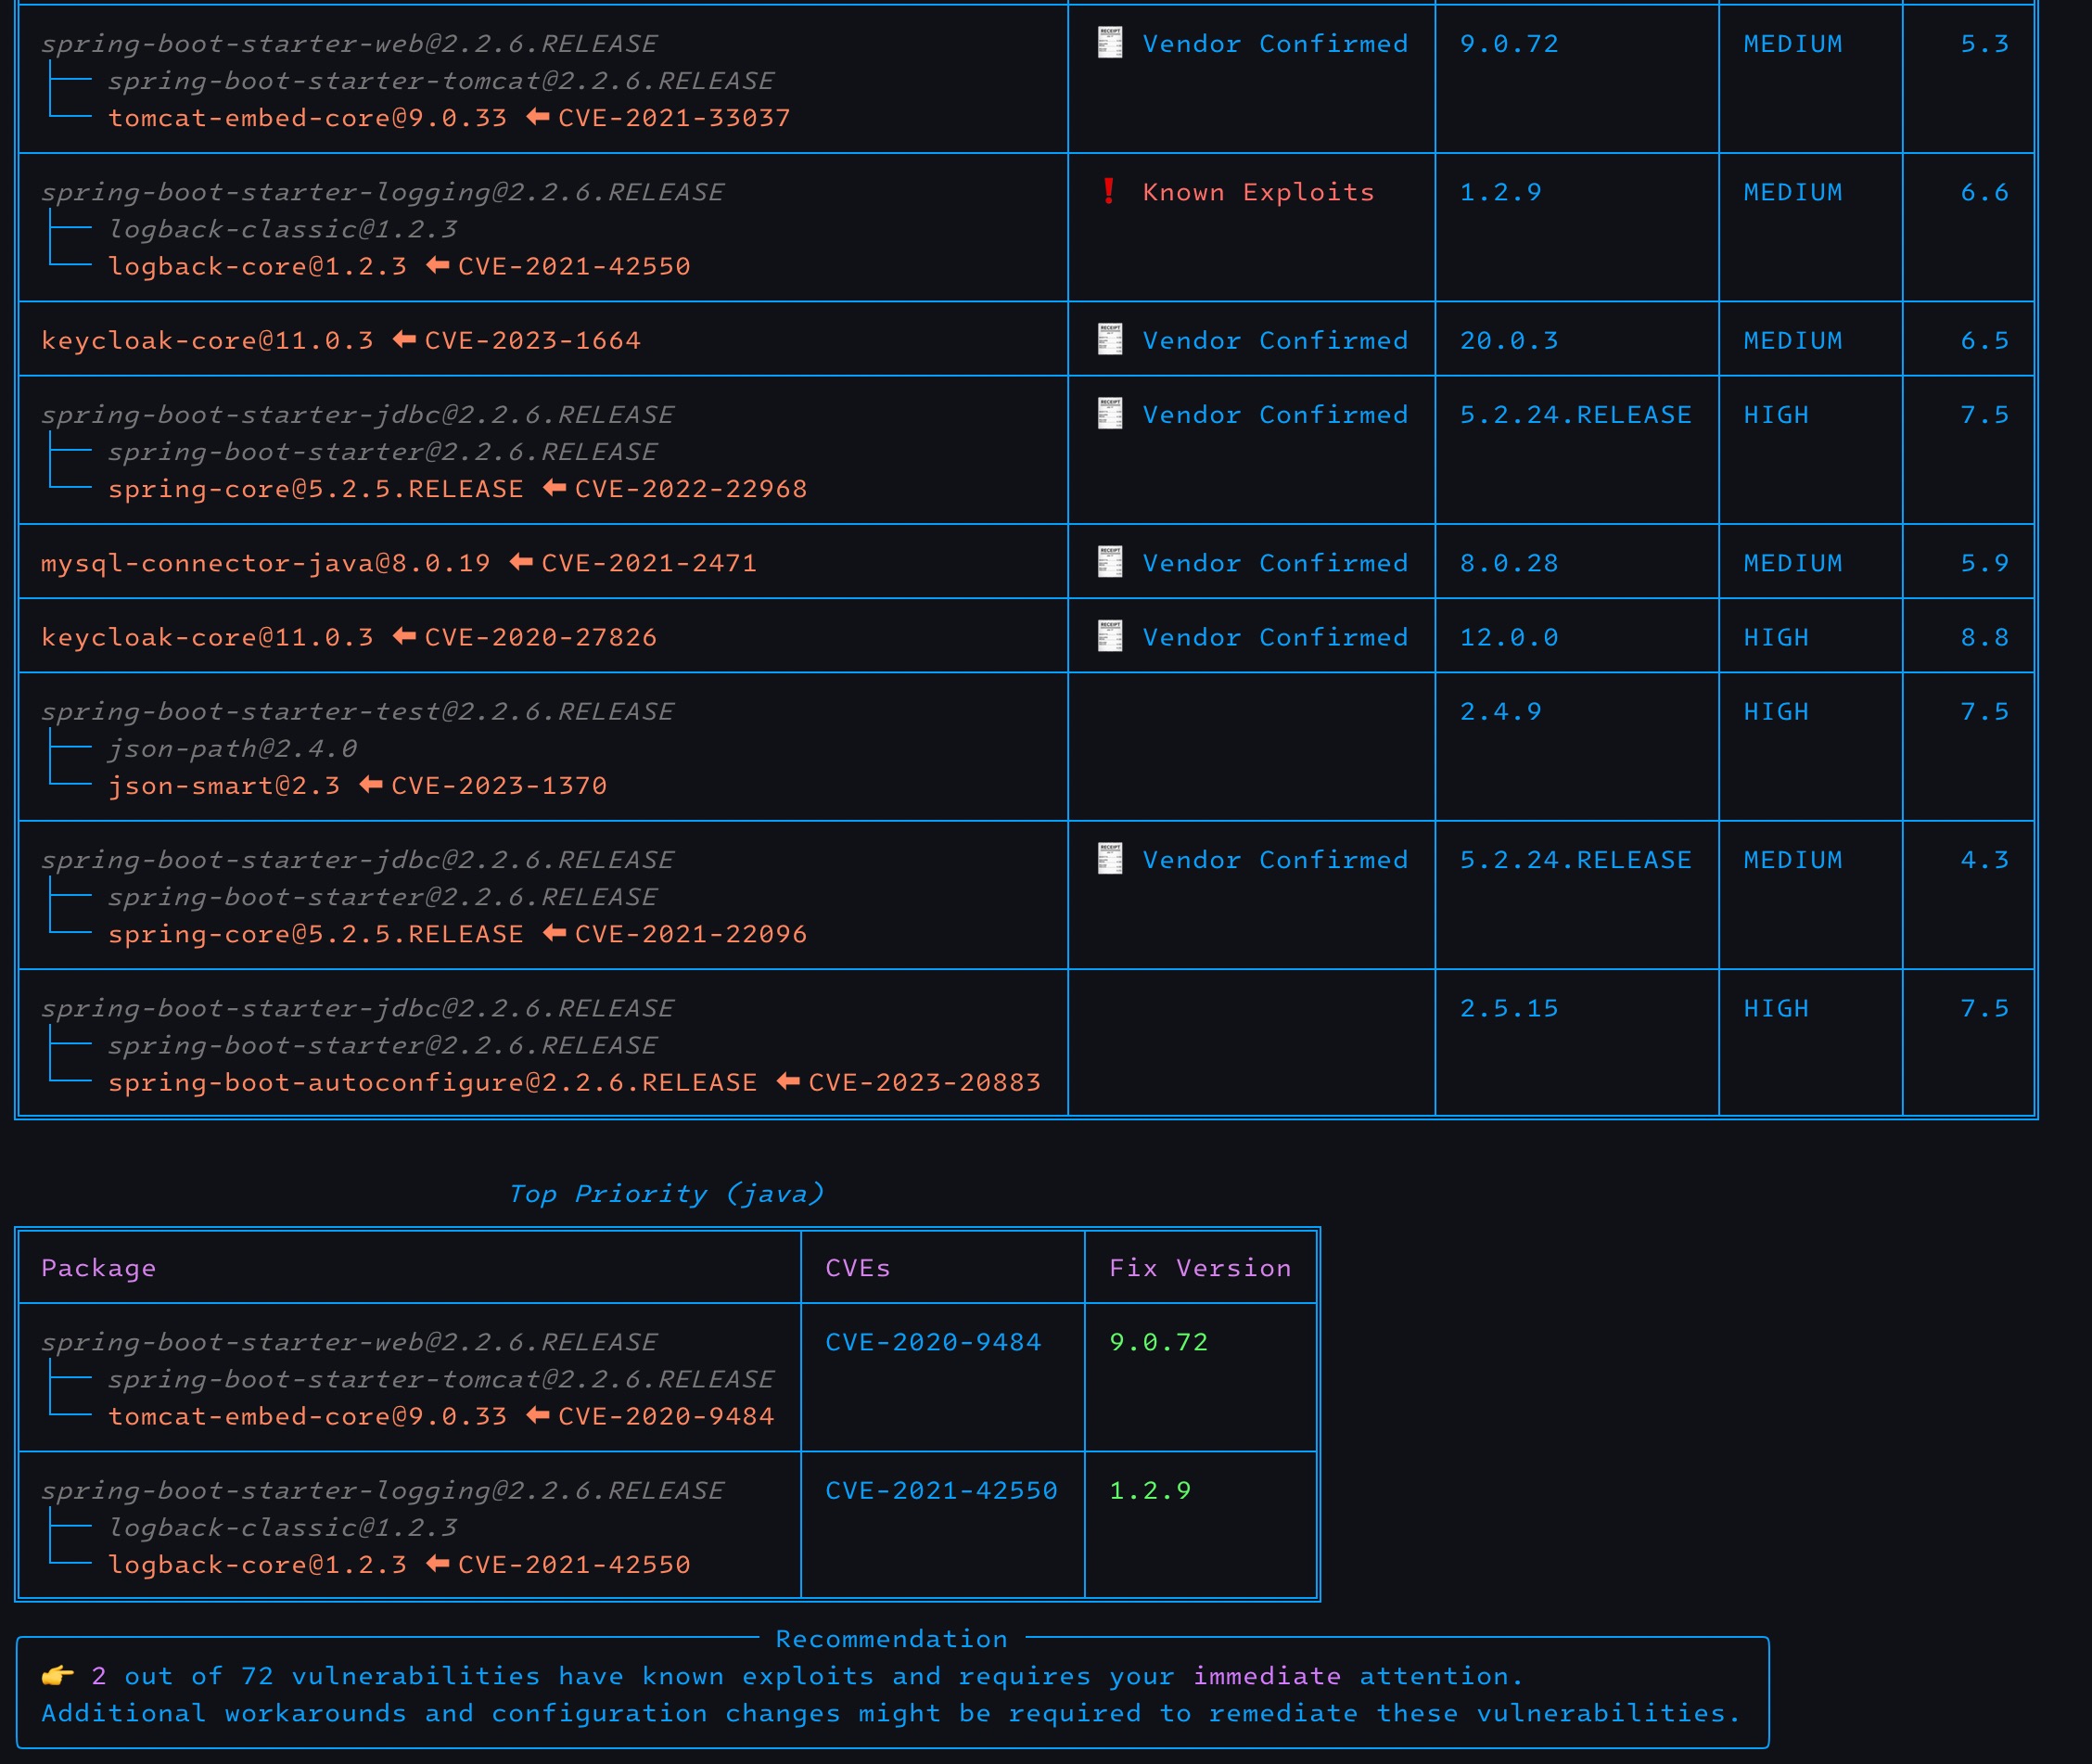 spring-boot-starter-web@2.2.6.RELEASE Vendor Confirmed 9.0.72 MEDIUM 5.3
spring-boot-starter-tomcat@2.2.6.RELEASE
tomcat-embed-core@9.0.33 ⬅ CVE-2021-33037
spring-boot-starter-logging@2.2.6.RELEASE ❗ Known Exploits 1.2.9 MEDIUM 6.6
logback-classic@1.2.3
logback-core@1.2.3 ⬅ CVE-2021-42550
keycloak-core@11.0.3 ⬅ CVE-2023-1664 Vendor Confirmed 20.0.3 MEDIUM 6.5
spring-boot-starter-jdbc@2.2.6.RELEASE Vendor Confirmed 5.2.24.RELEASE HIGH 7.5
spring-boot-starter@2.2.6.RELEASE
spring-core@5.2.5.RELEASE ⬅ CVE-2022-22968
mysql-connector-java@8.0.19 ⬅ CVE-2021-2471 Vendor Confirmed 8.0.28 MEDIUM 5.9
keycloak-core@11.0.3 ⬅ CVE-2020-27826 Vendor Confirmed 12.0.0 HIGH 8.8
spring-boot-starter-test@2.2.6.RELEASE 2.4.9 HIGH 7.5
json-path@2.4.0
json-smart@2.3 ⬅ CVE-2023-1370
spring-boot-starter-jdbc@2.2.6.RELEASE Vendor Confirmed 5.2.24.RELEASE MEDIUM 4.3
spring-boot-starter@2.2.6.RELEASE
spring-core@5.2.5.RELEASE ⬅ CVE-2021-22096
spring-boot-starter-jdbc@2.2.6.RELEASE 2.5.15 HIGH 7.5
spring-boot-starter@2.2.6.RELEASE
spring-boot-autoconfigure@2.2.6.RELEASE ⬅ CVE-2023-20883
Top Priority (java)
Package CVEs Fix Version
spring-boot-starter-web@2.2.6.RELEASE CVE-2020-9484 9.0.72
spring-boot-starter-tomcat@2.2.6.RELEASE
tomcat-embed-core@9.0.33 ⬅ CVE-2020-9484
spring-boot-starter-logging@2.2.6.RELEASE CVE-2021-42550 1.2.9
logback-classic@1.2.3
logback-core@1.2.3 ⬅ CVE-2021-42550
Recommendation
👉 2 out of 72 vulnerabilities have known exploits and requires your immediate attention.
Additional workarounds and configuration changes might be required to remediate these vulnerabilities.